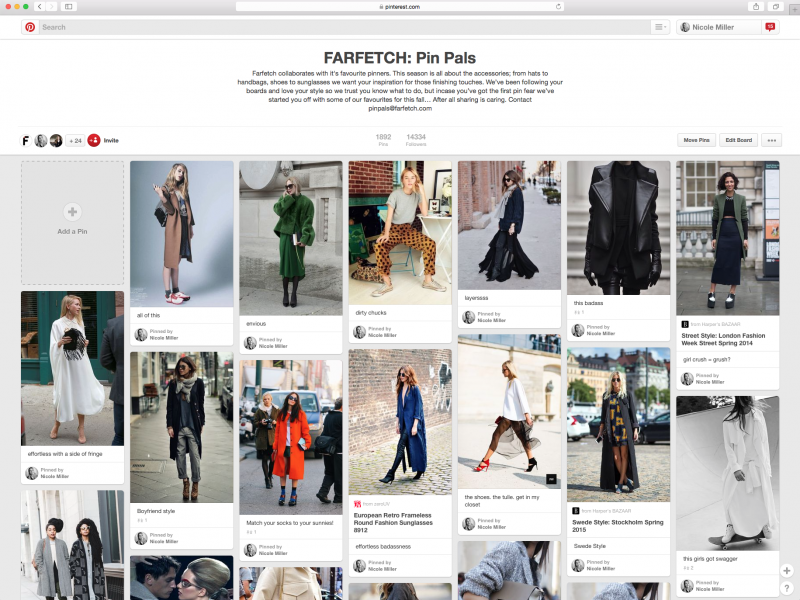 pinterest.com
Search
Nicole Miller
15
FARFETCH: Pin Pals
Farfetch collaborates with it's favourite pinners. This season is all about the accessories; from hats to
handbags, shoes to sunglasses we want your inspiration for those finishing touches. We've been following your
boards and love your style so we trust you know what to do, but incase you've got the first pin fear we've
started you off with some of our favourites for this fall… After all sharing is caring. Contact
pinpals@farfetch.com
F
+ 24
Invite
1892
Pins
14334
Followers
Move Pins
Edit Board
Add a Pin
effortless with a side of fringe
Pinned by
Nicole Miller
all of this
Pinned by
Nicole Miller
Boyfriend style
1
Pinned by
Nicole Miller
envious
Pinned by
Nicole Miller
Match your socks to your sunnies!
1
Pinned by
Nicole Miller
dirty chucks
Pinned by
Nicole Miller
European Retro Frameless
Round Fashion Sunglasses
8912
effortless badassness
Pinned by
Nicole Miller
layerssss
Pinned by
Nicole Miller
the shoes. the tulle. get in my
closet
Pinned by
Nicole Miller
this badass
1
Pinned by
Nicole Miller
from Harper's BAZAAR
Swede Style: Stockholm Spring
2015
Swede Style
Pinned by
Nicole Miller
from Harper's BAZAAR
Street Style: London Fashion
Week Street Spring 2014
girl crush = grush?
Pinned by
Nicole Miller
this girls got swagger
2
Pinned by
Nicole Miller
?